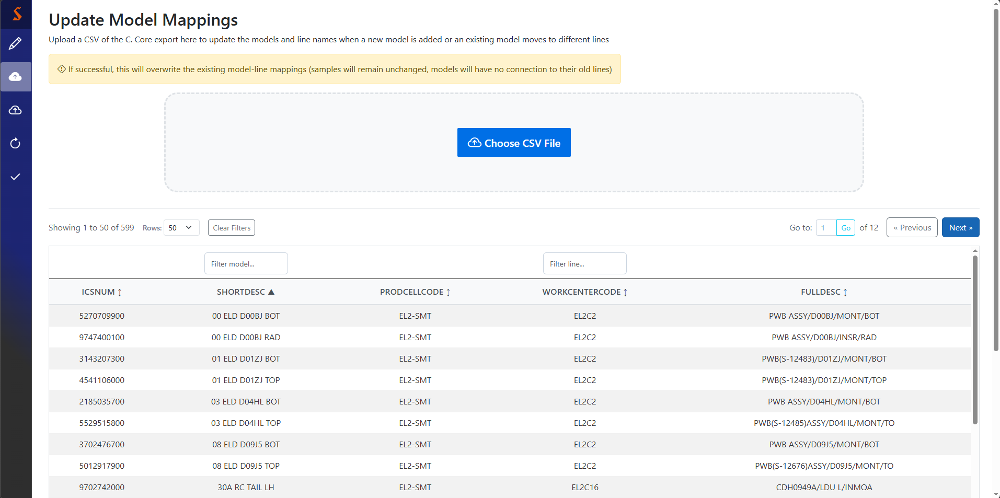 Update Model Mappings
Upload a CSV of the C. Core export here to update the models and line names when a new model is added or an existing model moves to different lines
If successful, this will overwrite the existing model-line mappings (samples will remain unchanged, models will have no connection to their old lines)
Choose CSV File
Showing 1 to 50 of 599 Rows: 50 Clear Filters Go to: 1 Go of 12 « Previous Next »
Filter model... Filter line...
ICSNUM SHORTDESC PRODCELLCODE WORKCENTERCODE FULLDESC
5270709900 00 ELD D00BJ BOT EL2-SMT EL2C2 PWB ASSY/D00BJ/MONT/BOT
9747400100 00 ELD D00BJ RAD EL2-SMT EL2C2 PWB ASSY/D00BJ/INSR/RAD
3143207300 01 ELD D01ZJ BOT EL2-SMT EL2C2 PWB(S-12483)/D01ZJ/MONT/BOT
4541106000 01 ELD D01ZJ TOP EL2-SMT EL2C2 PWB(S-12483)/D01ZJ/MONT/TOP
2185035700 03 ELD D04HL BOT EL2-SMT EL2C2 PWB ASSY/D04HL/MONT/BOT
5529515800 03 ELD D04HL TOP EL2-SMT EL2C2 PWB(S-12485)ASSY/D04HL/MONT/TO
3702476700 08 ELD D09J5 BOT EL2-SMT EL2C2 PWB ASSY/D09J5/MONT/BOT
5012917900 08 ELD D09J5 TOP EL2-SMT EL2C2 PWB(S-12676)ASSY/D09J5/MONT/TO
9702742000 30A RC TAIL LH EL2-SMT EL2C16 CDH0949A/LDU L/INMOA